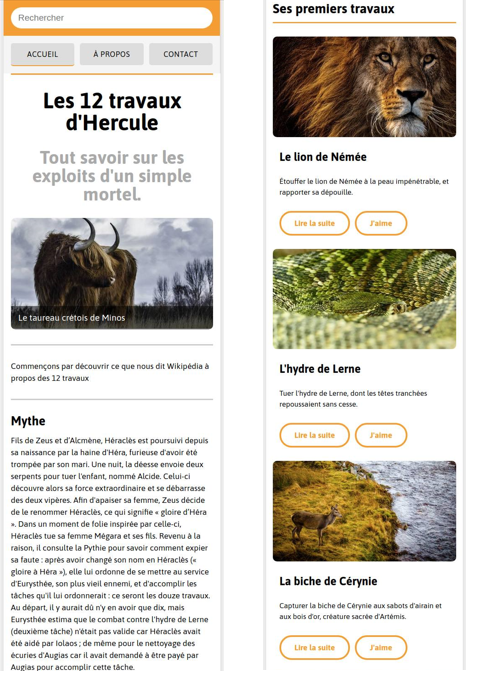 Rechercher
ACCUEIL
À PROPOS
CONTACT
Les 12 travaux
d'Hercule
Tout savoir sur les
exploits d'un simple
mortel.
Le taureau crétois de Minos
Commençons par découvrir ce que nous dit Wikipédia à
propos des 12 travaux
Mythe
Fils de Zeus et d'Alcmène, Héraclès est poursuivi depuis
sa naissance par la haine d'Héra, furieuse d'avoir été
trompée par son mari. Une nuit, la déesse envoie deux
serpents pour tuer l'enfant, nommé Alcide. Celui-ci
découvre alors sa force extraordinaire et se débarrasse
des deux vipères. Afin d'apaiser sa femme, Zeus décide
de le renommer Héraclès, ce qui signifie « gloire d'Héra
». Dans un moment de folie inspirée par celle-ci,
Héraclès tue sa femme Mégara et ses fils. Revenu à la
raison, il consulte la Pythie pour savoir comment expier
sa faute : après avoir changé son nom en Héraclès («
gloire à Héra »), elle lui ordonne de se mettre au service
d'Eurysthée, son plus vieil ennemi, et d'accomplir les
tâches qu'il lui ordonnerait : ce seront les douze travaux.
Au départ, il y aurait dû n'y en avoir que dix, mais
Eurysthée estima que le combat contre l'hydre de Lerne
(deuxième tâche) n'était pas valable car Héraclès avait
été aidé par Iolaos ; de même pour le nettoyage des
écuries d'Augias car il avait demandé à être payé par
Augias pour accomplir cette tâche.
Ses premiers travaux
Le lion de Némée
Étouffer le lion de Némée à la peau impénétrable, et
rapporter sa dépouille.
Lire la suite
J'aime
L'hydre de Lerne
Tuer l'hydre de Lerne, dont les têtes tranchées
repoussaient sans cesse.
Lire la suite
J'aime
La biche de Cérynie
Capturer la biche de Cérynie aux sabots d'airain et
aux bois d'or, créature sacrée d'Artémis.
Lire la suite
J'aime